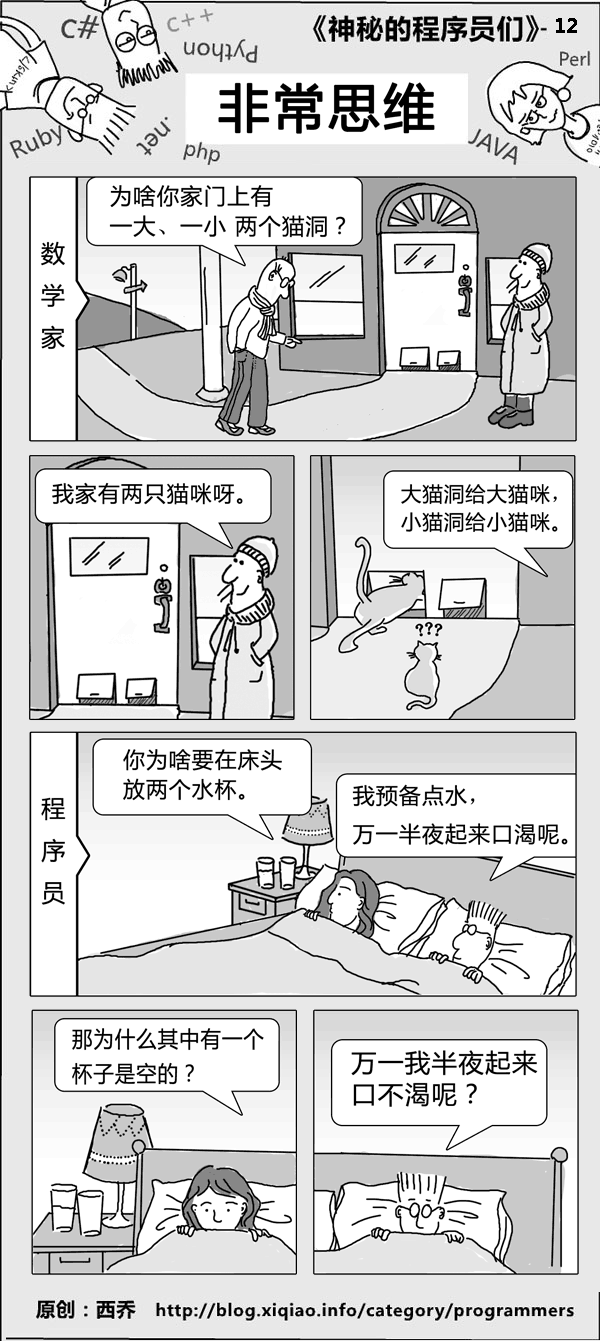 《神秘的程序员们》- 12
C#
C++
Python
Perl
Ruby
.net
php
JAVA
非常思维
数学家
为啥你家门上有
一大、一小 两个猫洞？
我家有两只猫咪呀。
大猫洞给大猫咪，
小猫洞给小猫咪。
???
程序员
你为啥要在床头
放两个水杯。
我预备点水，
万一半夜起来口渴呢。
那为什么其中有一个
杯子是空的？
万一我半夜起来
口不渴呢？
原创：西乔 http://blog.xiqiao.info/category/programmers